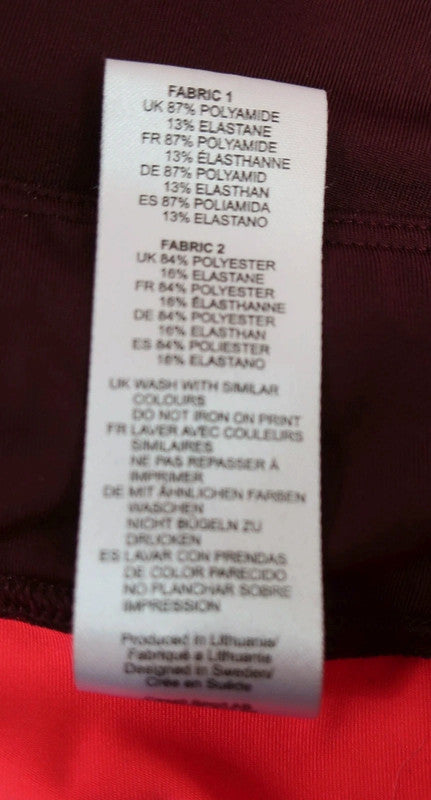 FABRIC 1
UK 87% POLYAMIDE
13% ELASTANE
FR 87% POLYAMIDE
13% ÉLASTHANNE
DE 87% POLYAMID
13% ELASTHAN
ES 87% POLIAMIDA
13% ELASTANO
FABRIC 2
UK 84% POLYESTER
16% ELASTANE
FR 84% POLYESTER
16% ÉLASTHANNE
DE 84% POLYESTER
16% ELASTHAN
ES 84% POLIESTER
16% ELASTANO
UK WASH WITH SIMILAR
COLOURS
DO NOT IRON ON PRINT
FR LAVER AVEC COULEURS
SIMILAIRES
NE PAS REPASSER À
IMPRIMER
DE MIT ÄHNLICHEN FARBEN
WASCHEN
NICHT BÜGELN ZU
DRUCKEN
ES LAVAR CON PRENDAS
DE COLOR PARECIDO
NO PLANCHAR SOBRE
IMPRESSION
Produced in Lithuania/
Fabriqué à Lithuanie
Designed in Sweden/
Crée en Suède